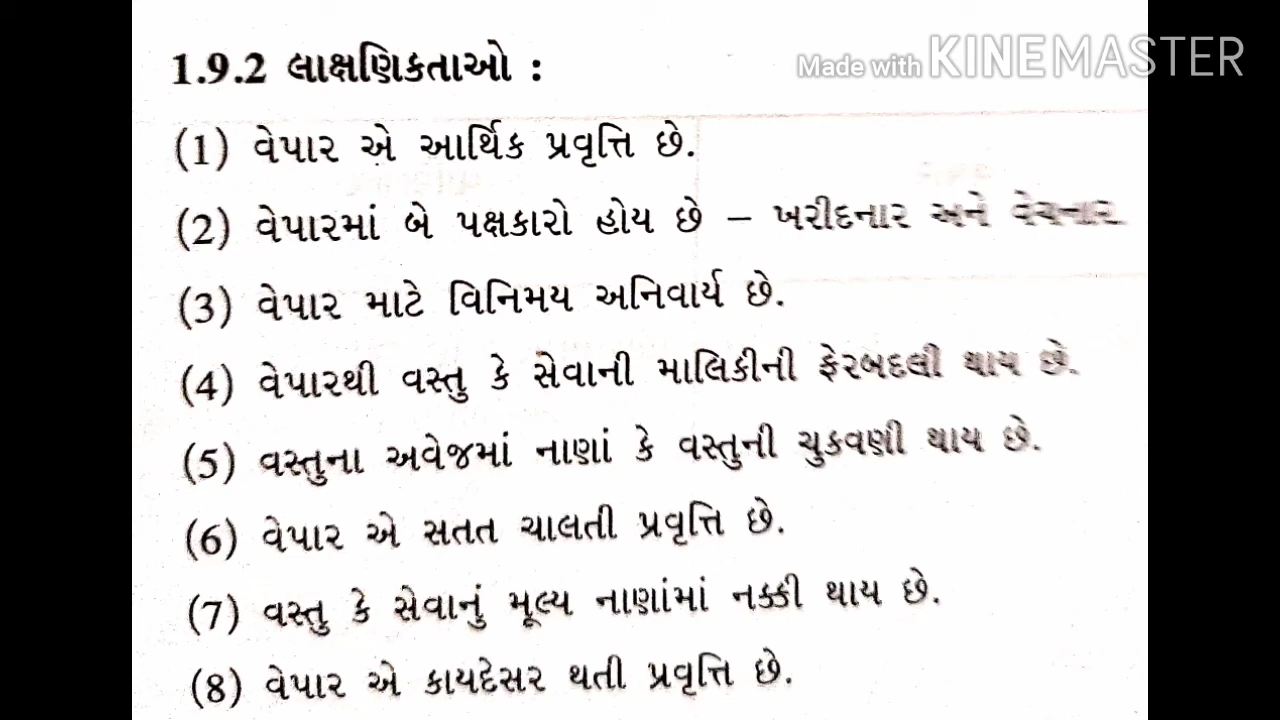 1.9.2 લાક્ષણિકતાઓ :
Made with KINEMASTER
(1) વેપાર એ આર્થિક પ્રવૃત્તિ છે.
(2) વેપારમાં બે પક્ષકારો હોય છે – ખરીદનાર અને વેચનાર.
(3) વેપાર માટે વિનિમય અનિવાર્ય છે.
(4) વેપારથી વસ્તુ કે સેવાની માલિકીની ફેરબદલી થાય છે.
(5) વસ્તુના અવેજમાં નાણાં કે વસ્તુની ચુકવણી થાય છે.
(6) વેપાર એ સતત ચાલતી પ્રવૃત્તિ છે.
(7) વસ્તુ કે સેવાનું મૂલ્ય નાણાંમાં નક્કી થાય છે.
(8) વેપાર એ કાયદેસર થતી પ્રવૃત્તિ છે.